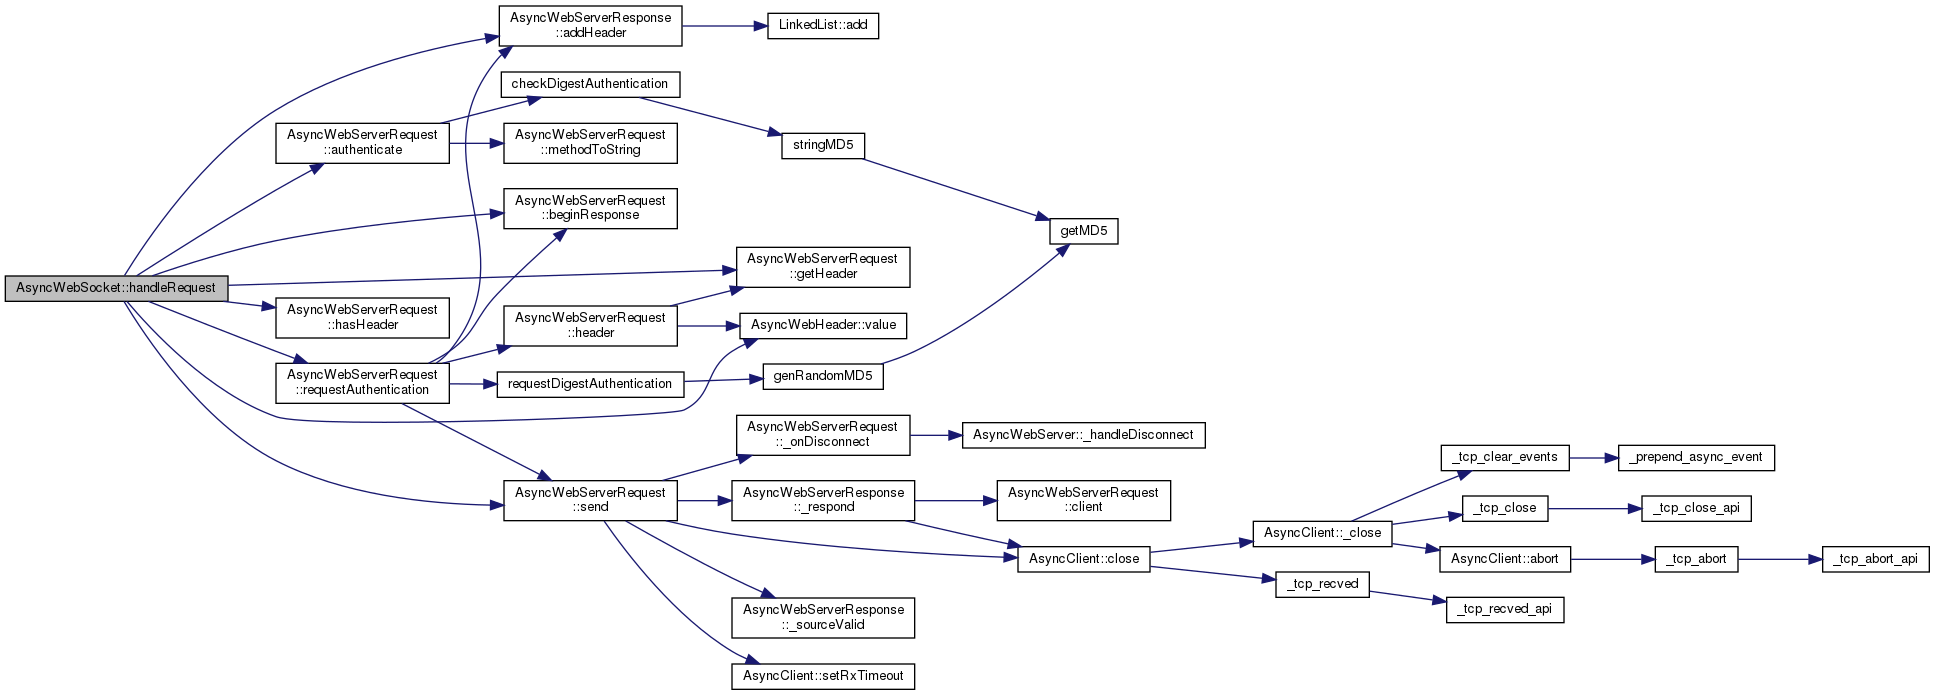 AsyncWebServerResponse
::addHeader
LinkedList::add
checkDigestAuthentication
AsyncWebServerRequest
::authenticate
AsyncWebServerRequest
::methodToString
stringMD5
AsyncWebServerRequest
::beginResponse
getMD5
AsyncWebServerRequest
::getHeader
AsyncWebSocket::handleRequest
AsyncWebServerRequest
::hasHeader
AsyncWebServerRequest
::header
AsyncWebHeader::value
AsyncWebServerRequest
::requestAuthentication
requestDigestAuthentication
genRandomMD5
AsyncWebServerRequest
::_onDisconnect
AsyncWebServer::_handleDisconnect
_tcp_clear_events
_prepend_async_event
AsyncWebServerRequest
::send
AsyncWebServerResponse
::_respond
AsyncWebServerRequest
::client
_tcp_close
_tcp_close_api
AsyncClient::_close
AsyncClient::close
AsyncClient::abort
_tcp_abort
_tcp_abort_api
_tcp_recved
_tcp_recved_api
AsyncWebServerResponse
::_sourceValid
AsyncClient::setRxTimeout